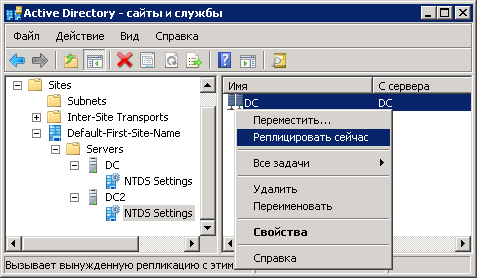 Active Directory - сайты и службы
Файл Действие Вид Справка
Sites
Subnets
Inter-Site Transports
Default-First-Site-Name
Servers
DC
NTDS Settings
DC2
NTDS Settings
Имя С сервера
DC DC
Переместить...
Реплицировать сейчас
Все задачи
Удалить
Переименовать
Свойства
Справка
Вызывает вынужденную репликацию с этим